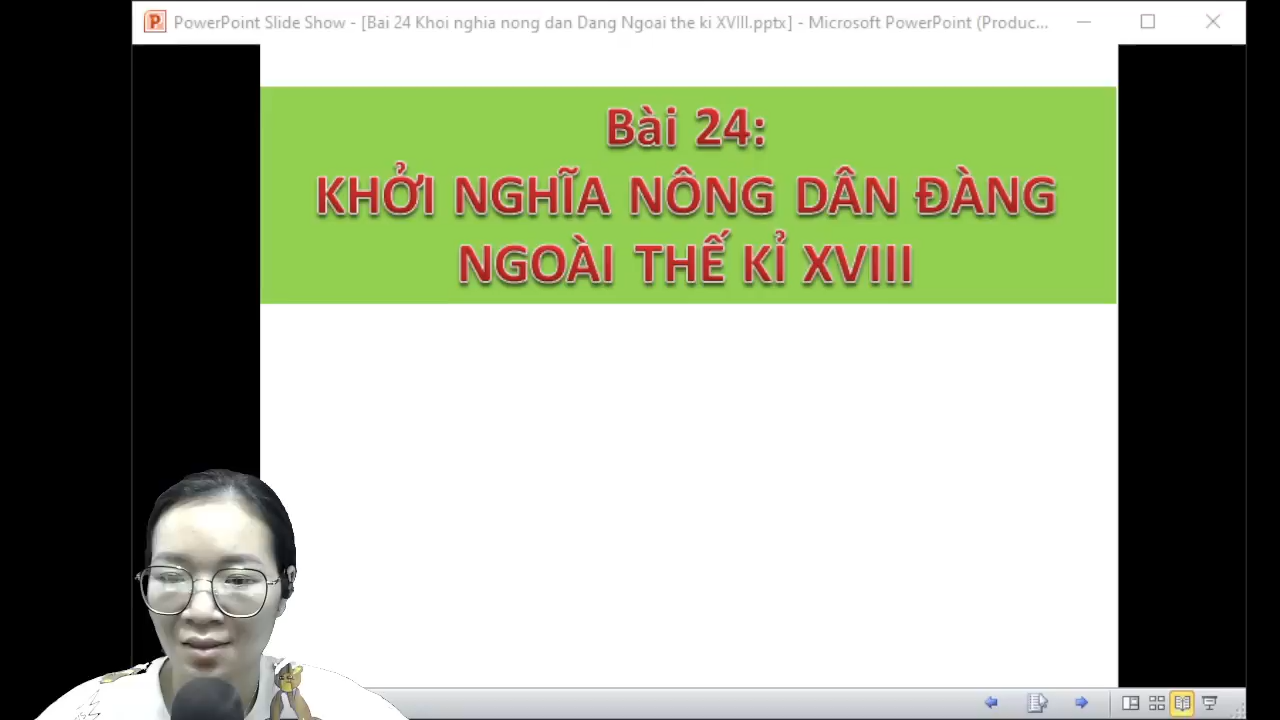 PowerPoint Slide Show - [Bai 24 Khoi nghia nong dan Dang Ngoai the ki XVIII.pptx] - Microsoft PowerPoint (Produc...
Bài 24:
KHỞI NGHĨA NÔNG DÂN ĐÀNG
NGOÀI THẾ KỈ XVIII